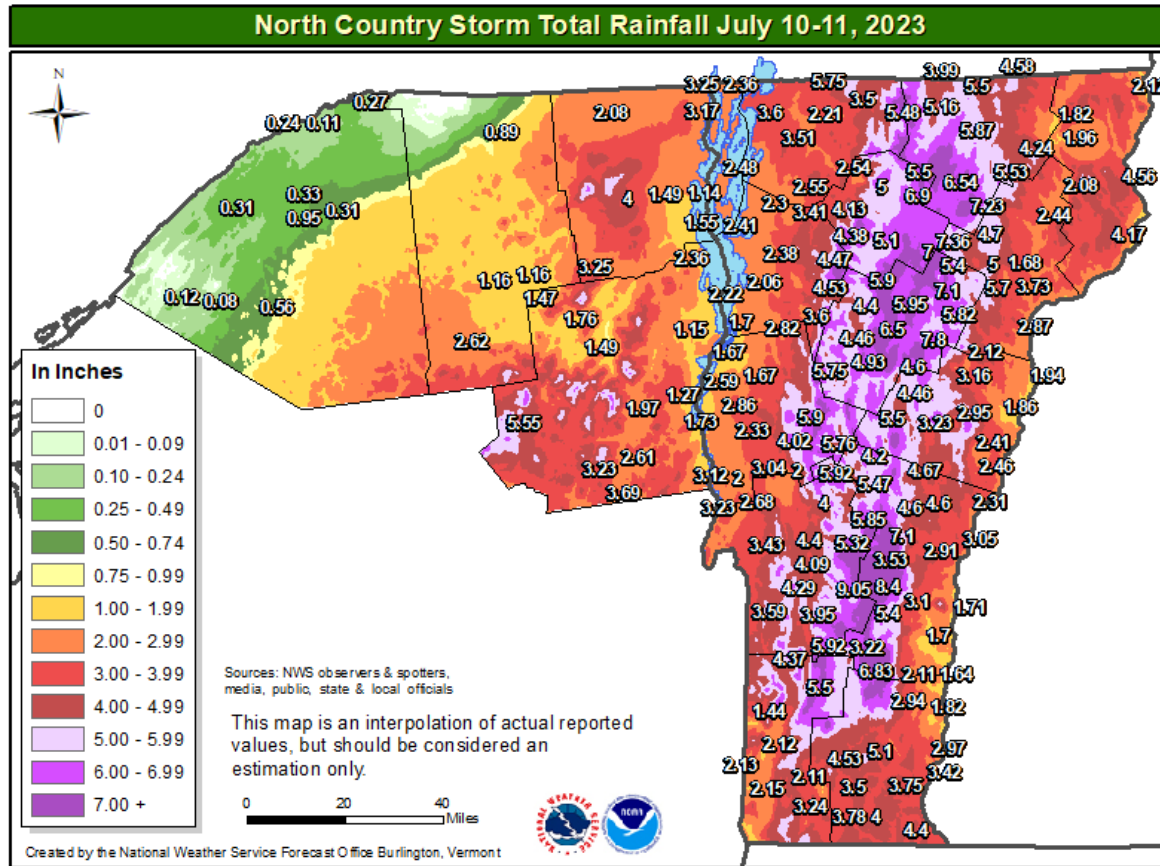 North Country Storm Total Rainfall July 10-11, 2023
N
4.58
3.99
3.25 2.36 5.75 5.5 2.12
0.27 3.5
2.08 3.17 3.6 2.21 5.48 5.16 1.82
0.24 0.11
0.89 3.51 5.87 1.96
4.24
2.48 2.54 5.5 5.53 4.56
0.33 4 1.49 1.14 2.55 5 6.9 6.54 2.08
0.31 0.95 0.31 2.3 3.41 4.13 7.23 2.44
1.55 2.41 4.38 5.1 7.36 4.7 4.17
2.36 2.38 4.47 7
1.16 1.16 3.25 5.4 5 1.68
0.12 0.08 0.56 1.47 2.22 2.06 4.53 5.9 7.1 5.7 3.73
1.76 1.15 1.7 3.6 4.4 5.95 5.82
2.62 1.49 2.82 4.46 6.5 7.8 2.87
1.67 2.12
In Inches
0
0.01 - 0.09
0.10 - 0.24
0.25 - 0.49
0.50 - 0.74
0.75 - 0.99
1.00 - 1.99
2.00 - 2.99
3.00 - 3.99
4.00 - 4.99
5.00 - 5.99
6.00 - 6.99
7.00 +
2.59 1.67 5.75 4.93 4.6 3.16 1.94
1.27 4.46
5.55 1.97 1.73 2.86 5.9 5.5 3.23 2.95 1.86
2.33 4.02 5.76 4.2 2.41
3.23 2.61 3.12 2 3.04 2 5.92 4.67 2.46
3.69 5.47
3.23 2.68 4 4.6 4.6 2.31
5.85
3.43 4.4 5.32 7.1 2.91 3.05
4.09 3.53
4.29 9.05 8.4
3.59 3.95 5.4 3.1 1.71
1.7
4.37 5.92 3.22
5.5 6.83 2.11 1.64
1.44 2.94 1.82
2.12 4.53 5.1 2.97
2.13 2.11 3.42
2.15 3.24 3.5 3.75
3.78 4
4.4
Sources: NWS observers & spotters,
media, public, state & local officials
This map is an interpolation of actual reported
values, but should be considered an
estimation only.
0 20 40
Miles
NATIONAL WEATHER SERVICE
NOAA
Created by the National Weather Service Forecast Office Burlington, Vermont